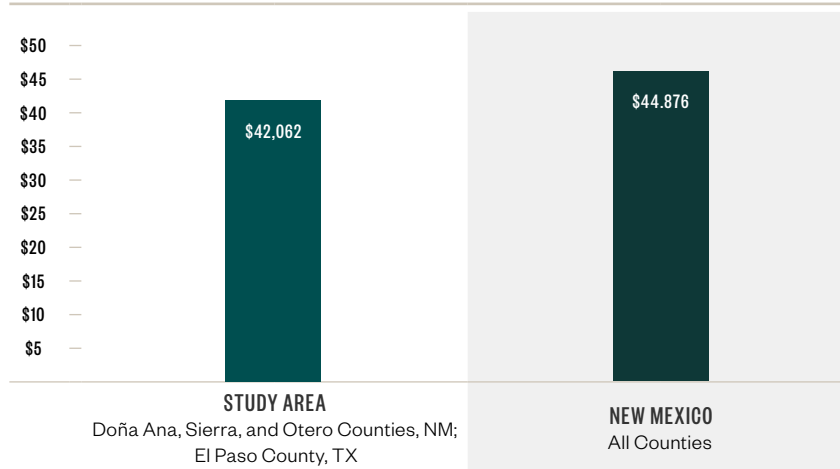 $50
$45
$40
$35
$30
$25
$20
$15
$10
$5
$42,062
$44.876
STUDY AREA
Doña Ana, Sierra, and Otero Counties, NM;
El Paso County, TX
NEW MEXICO
All Counties